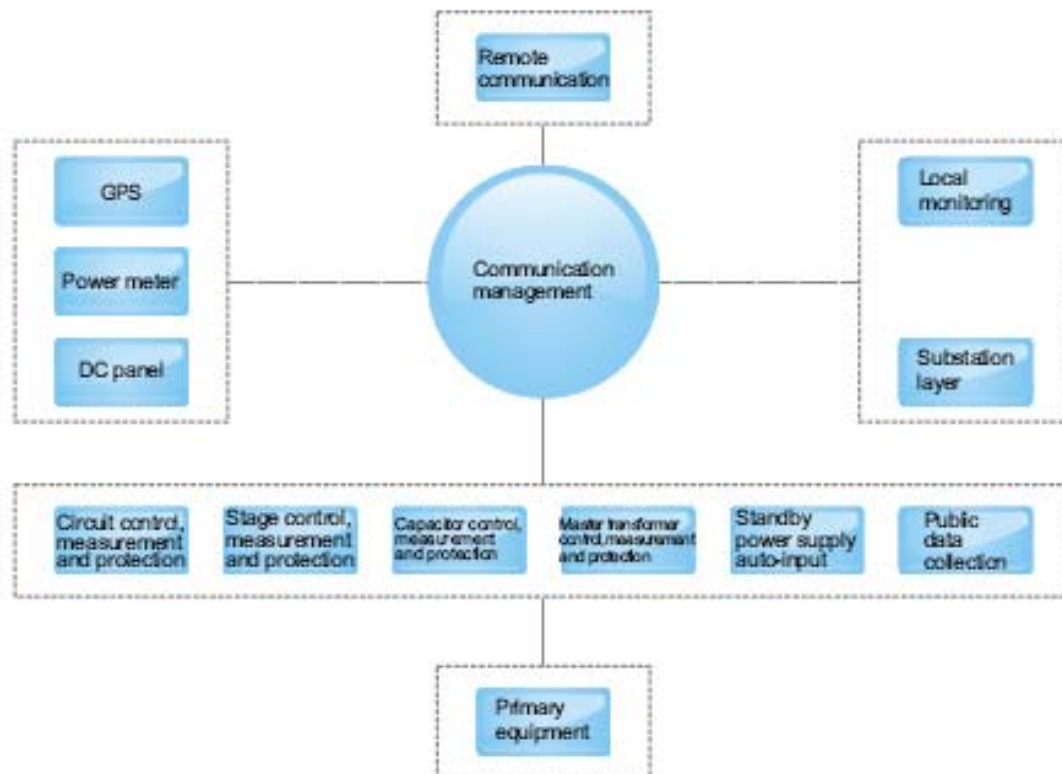 Remote
communication
GPS
Power meter
DC panel
Communication
management
Local
monitoring
Substation
layer
Circuit control,
measurement
and protection
Stage control,
measurement
and protection
Capacitor control,
measurement
and protection
Master transformer
control, measurement
and protection
Standby
power supply
auto-input
Public
data
collection
Primary
equipment